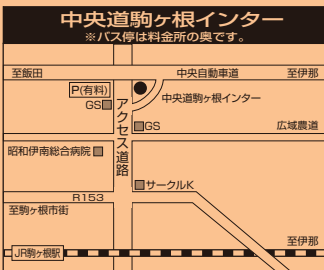 中央道駒ヶ根インター
※バス停は料金所の奥です。
至飯田
中央自動車道
至伊那
P(有料)
中央道駒ヶ根インター
GS
アクセス道路
GS
広域農道
昭和伊南総合病院
サークルK
R153
至駒ヶ根市街
至伊那
JR駒ヶ根駅